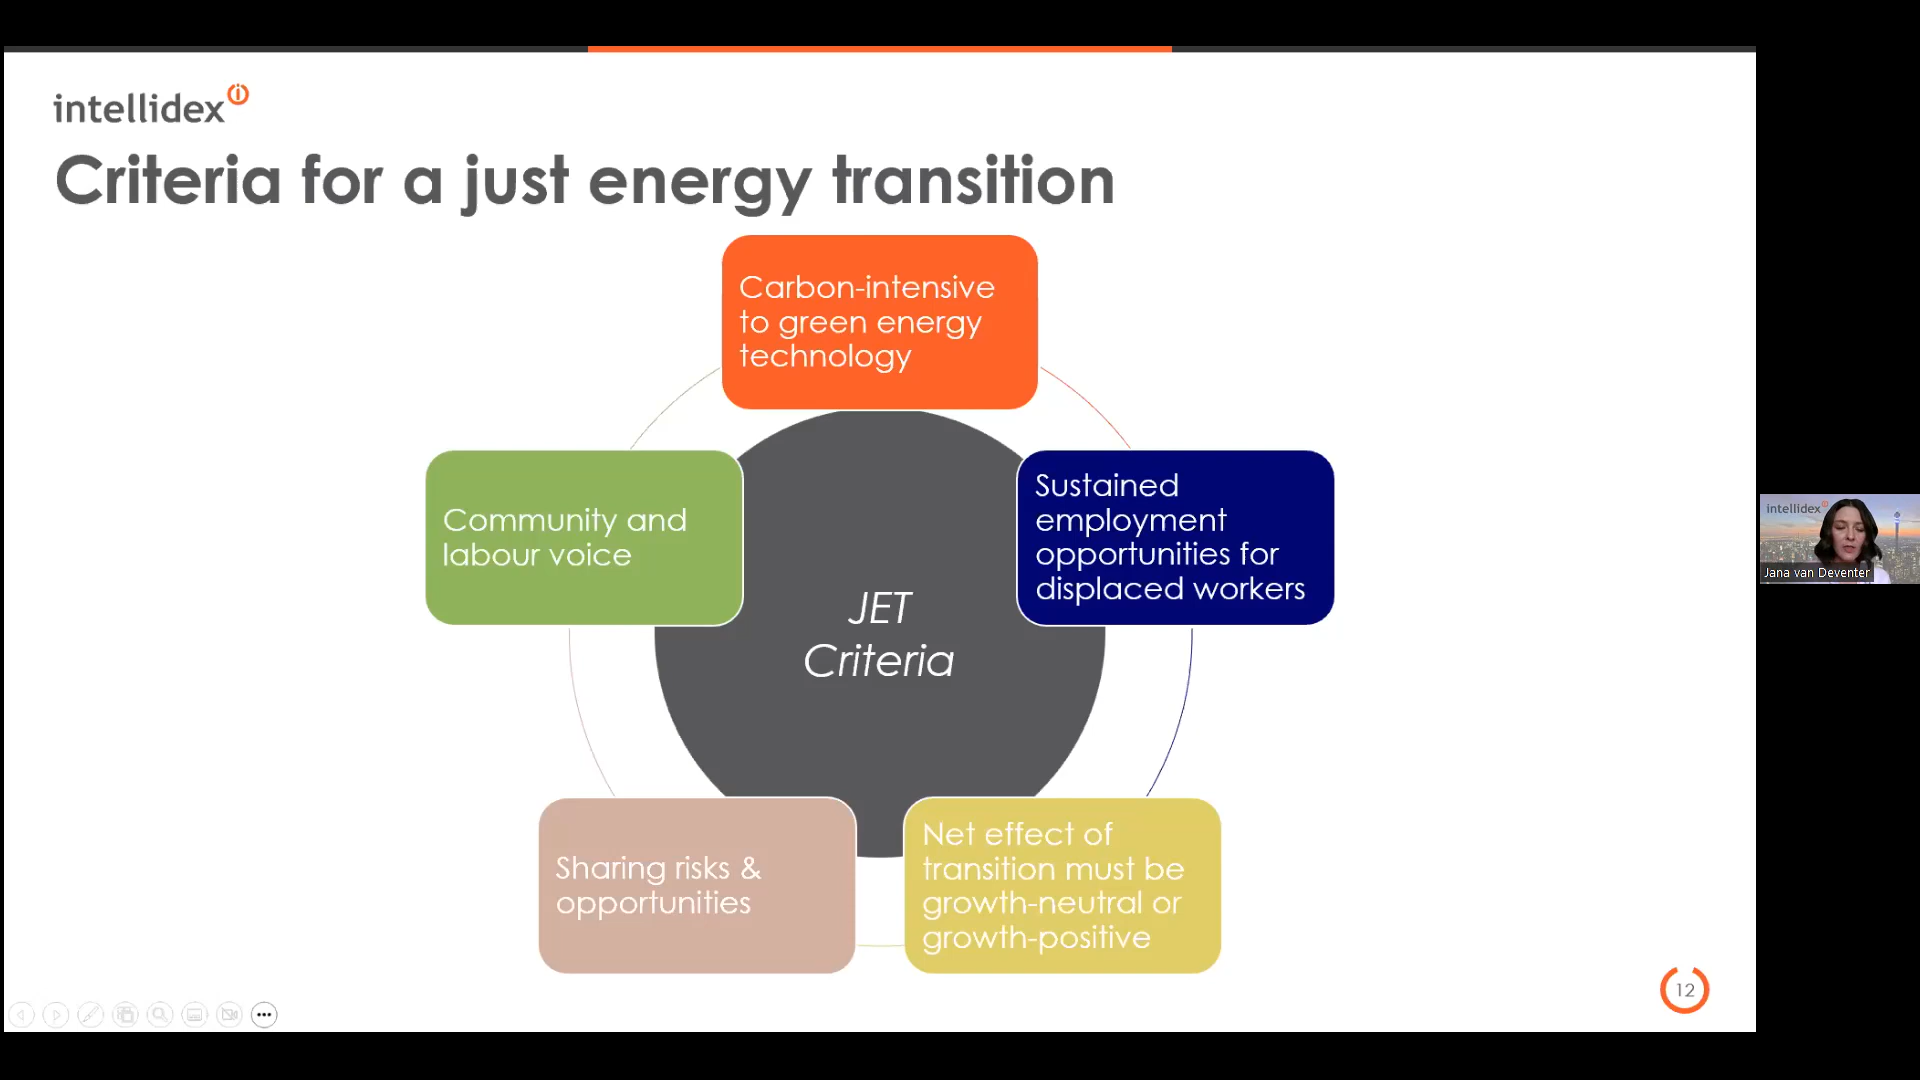 intellidex
Criteria for a just energy transition
Carbon-intensive
to green energy
technology
Community and
labour voice
Sustained
employment
opportunities for
displaced workers
JET
Criteria
Sharing risks &
opportunities
Net effect of
transition must be
growth-neutral or
growth-positive
12
intellidex
Jana van Deventer